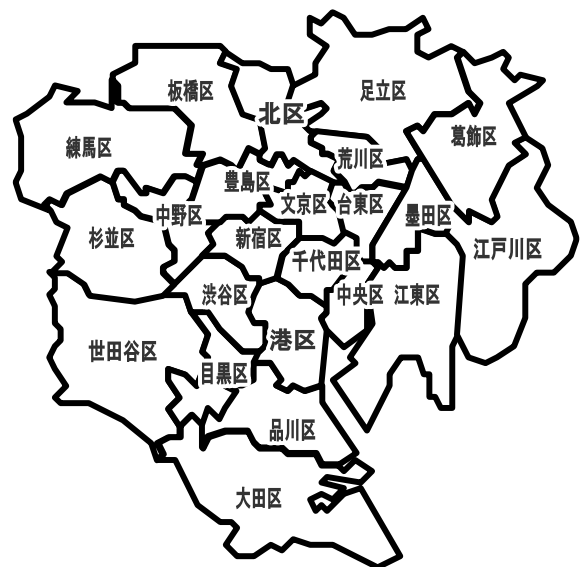 板橋区
北区
足立区
練馬区
荒川区
葛飾区
豊島区
文京区
台東区
中野区
墨田区
杉並区
新宿区
千代田区
江戸川区
渋谷区
中央区
江東区
港区
世田谷区
目黒区
品川区
大田区